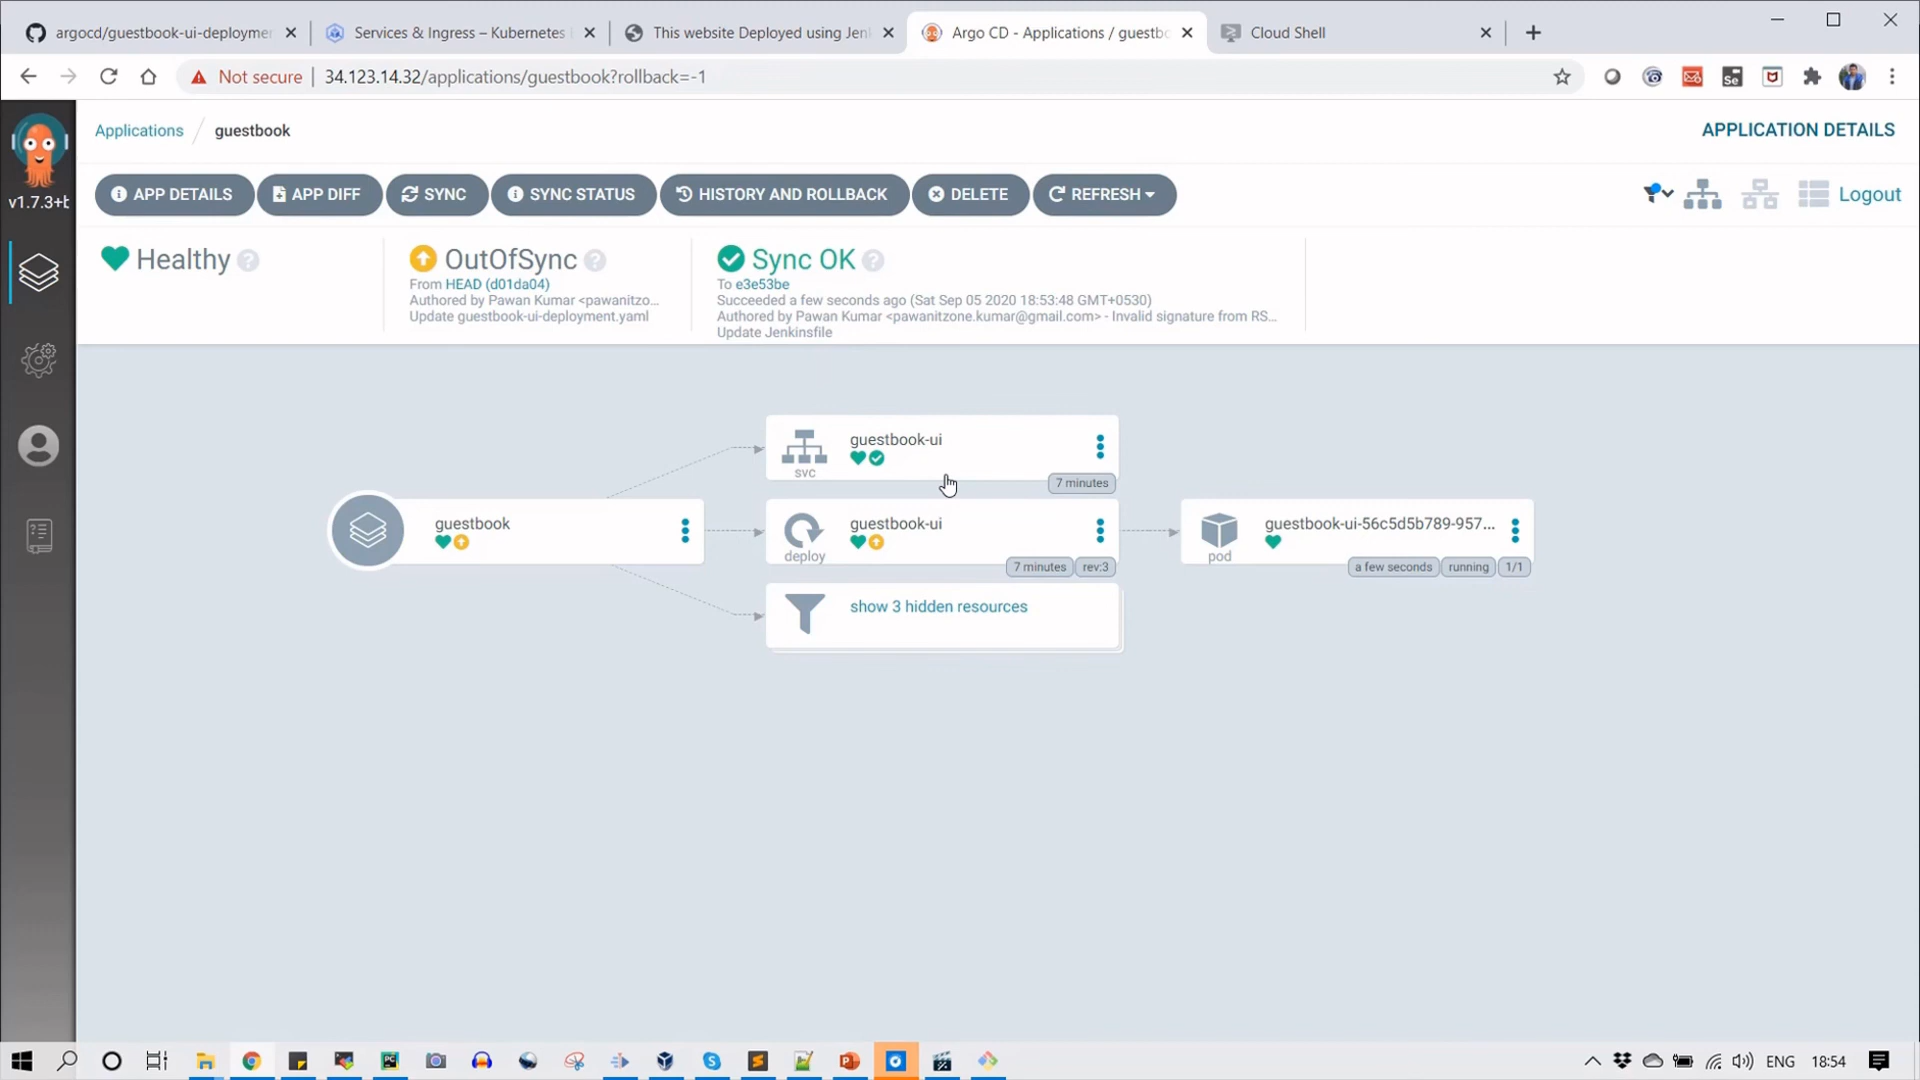 argocd/guestbook-ui-deploymen
Services & Ingress – Kubernetes
This website Deployed using Jenk
Argo CD - Applications / guestbo
Cloud Shell
Not secure
34.123.14.32/applications/guestbook?rollback=-1
Applications / guestbook
APPLICATION DETAILS
v1.7.3+b
APP DETAILS
APP DIFF
SYNC
SYNC STATUS
HISTORY AND ROLLBACK
DELETE
REFRESH
Logout
Healthy
OutOfSync
From HEAD (d01da04)
Authored by Pawan Kumar <pawanitzo...
Update guestbook-ui-deployment.yaml
Sync OK
To e3e53be
Succeeded a few seconds ago (Sat Sep 05 2020 18:53:48 GMT+0530)
Authored by Pawan Kumar <pawanitzone.kumar@gmail.com> - Invalid signature from RS...
Update Jenkinsfile
guestbook-ui
svc
7 minutes
guestbook
guestbook-ui
deploy
7 minutes
rev:3
guestbook-ui-56c5d5b789-957...
pod
a few seconds
running
1/1
show 3 hidden resources
ENG
18:54